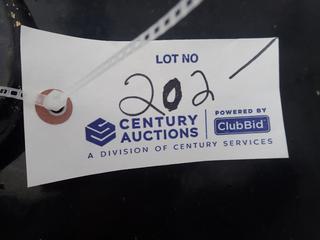 LOT NO
202
CENTURY AUCTIONS
POWERED BY
ClubBid
A DIVISION OF CENTURY SERVICES